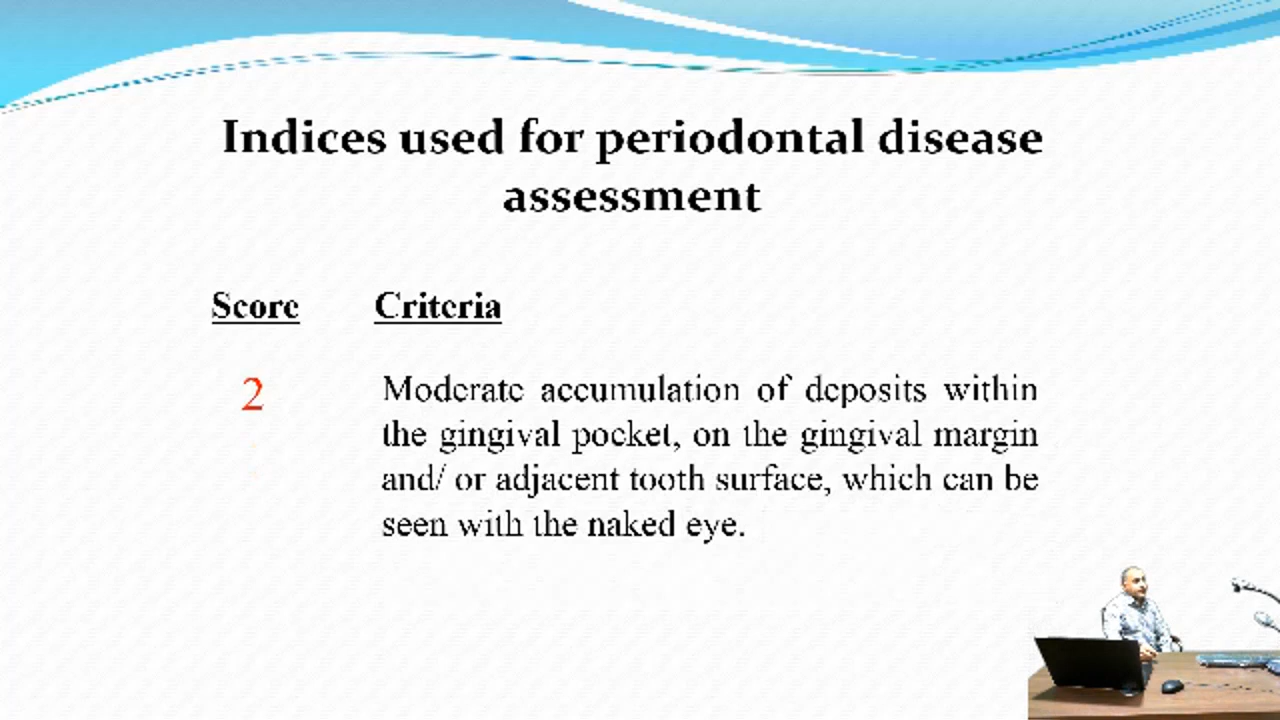 Indices used for periodontal disease
assessment
Score Criteria
2 Moderate accumulation of deposits within
the gingival pocket, on the gingival margin
and/ or adjacent tooth surface, which can be
seen with the naked eye.